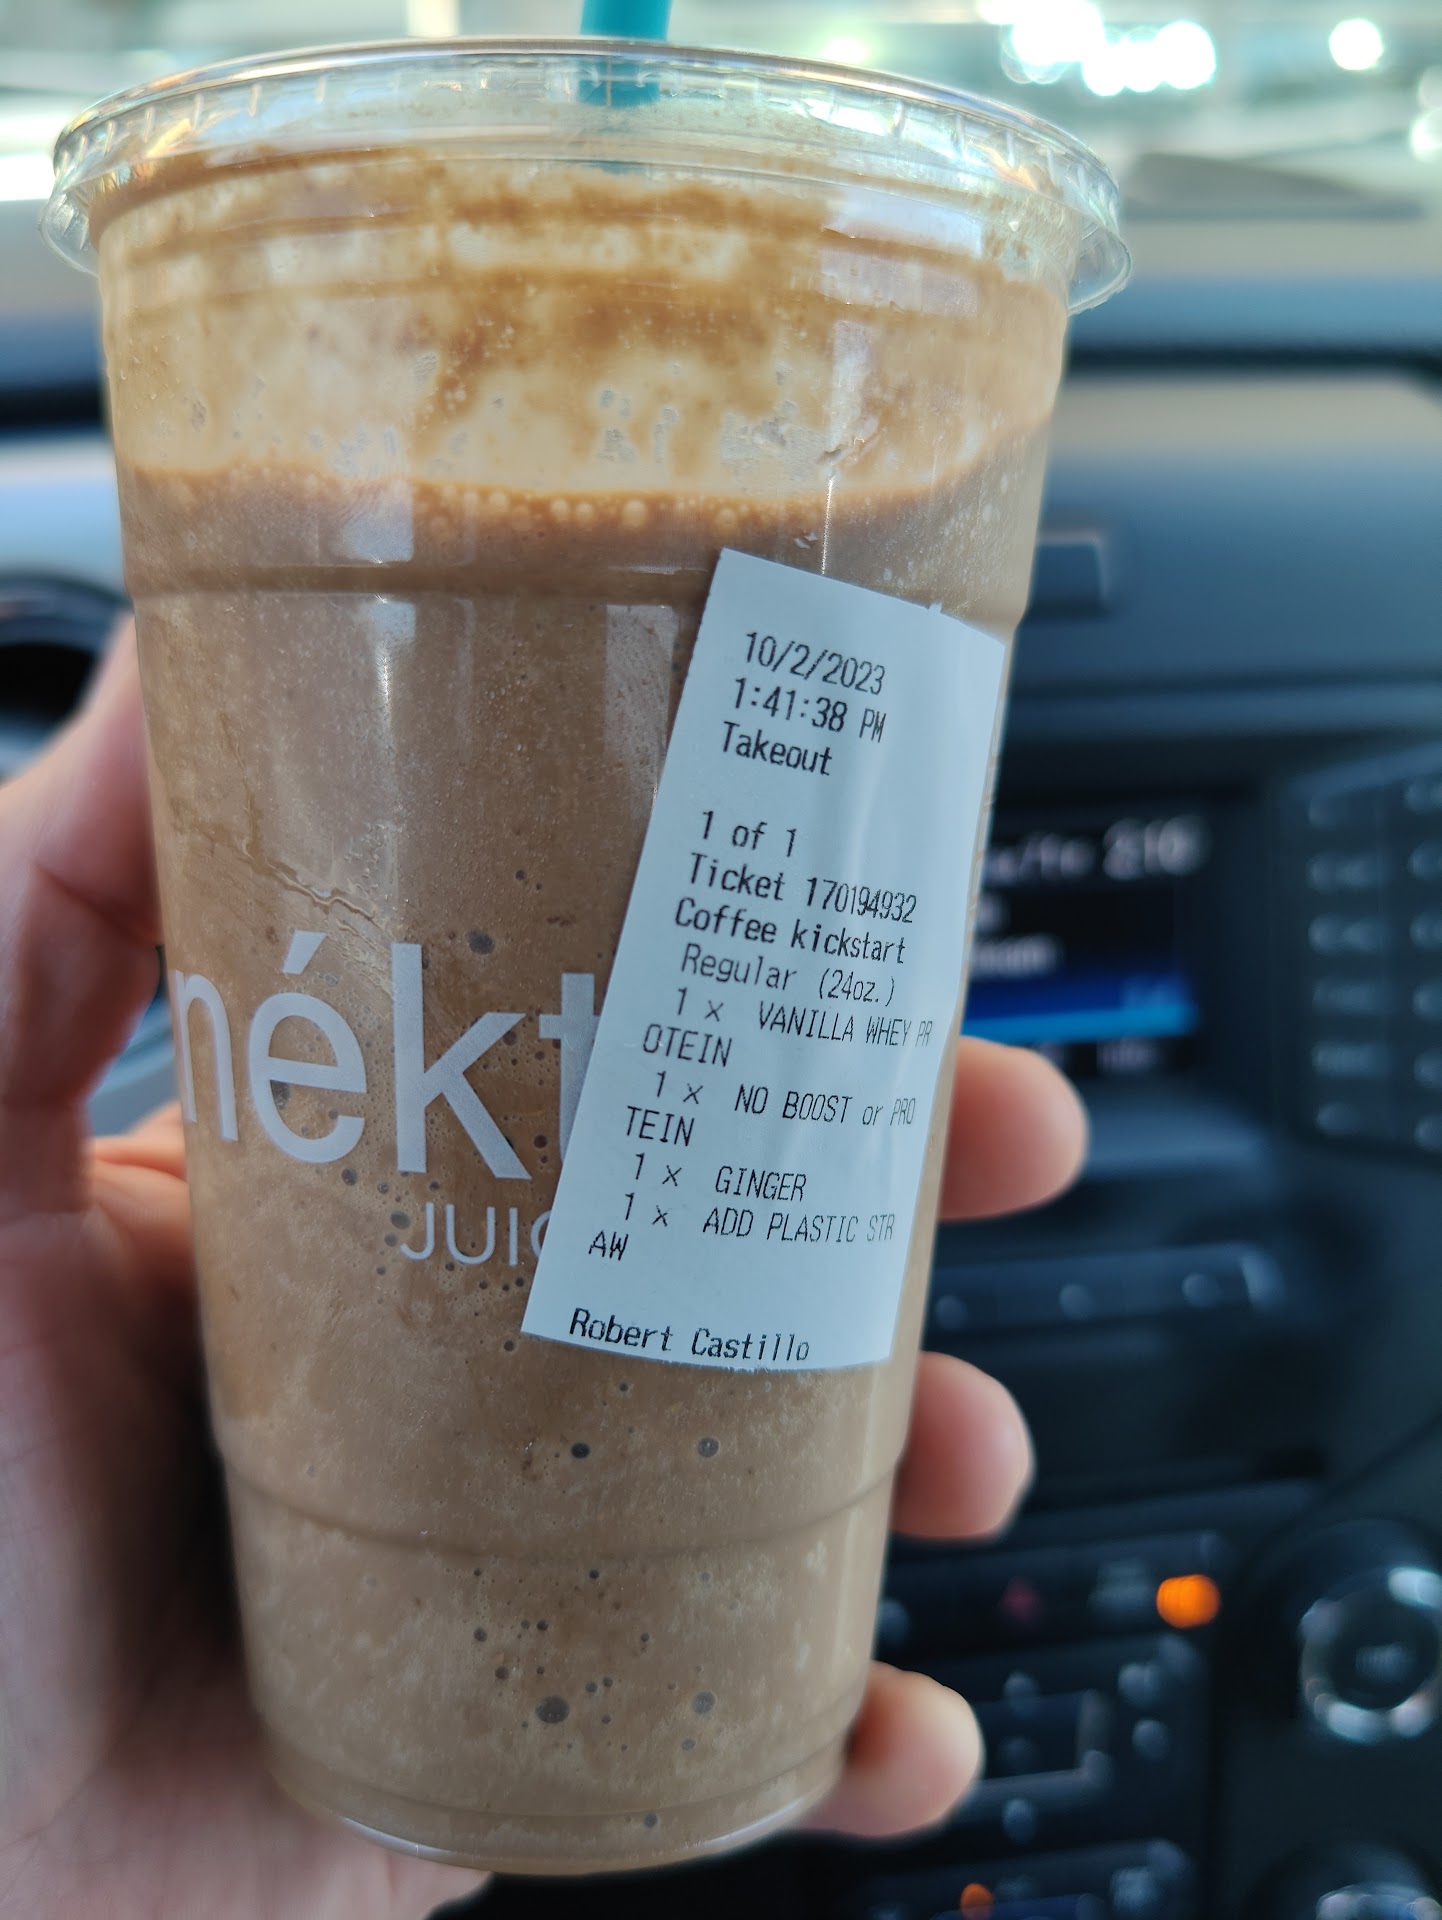 10/2/2023
1:41:38 PM
Takeout
1 of 1
Ticket 170194932
Coffee kickstart
Regular (24oz.)
1 x VANILLA WHEY PR
OTEIN
1 x NO BOOST or PRO
TEIN
1 x GINGER
1 x ADD PLASTIC STR
AW
Robert Castillo
nékt
JUIC